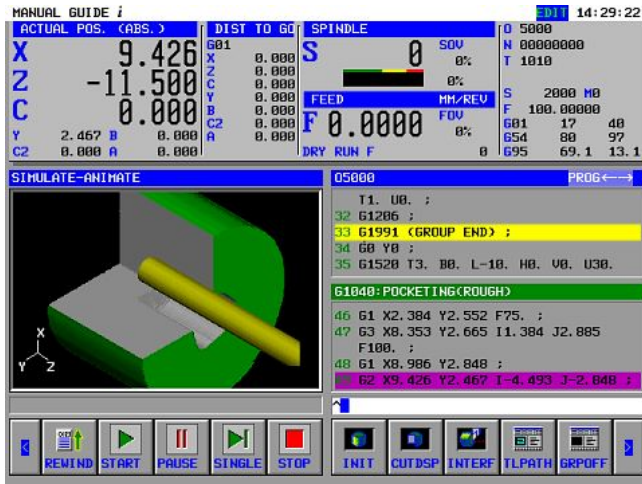 MANUAL GUIDE i EDIT 14:29:22
ACTUAL POS. (ABS.)
X 9.426
Z -11.500
C 0.000
Y 2.467 B 0.000
C2 0.000 A 0.000
DIST TO GO
G01
X 0.000
Z 0.000
C 0.000
Y 0.000
B 0.000
C2 0.000
A 0.000
SPINDLE
S 0 SOV 0%
0%
FEED MM/REV
F 0.0000 FOV 0%
DRY RUN F 0
O 5000
N 00000000
T 1010
S 2000 M0
F 100.00000
G01 17 40
G54 80 97
G95 69.1 13.1
SIMULATE-ANIMATE
X
Y Z
O5000 PROG←→
T1. U0. ;
32 G1206 ;
33 G1991 (GROUP END) ;
34 G0 Y0 ;
35 G1520 T3. B0. L-10. H0. V0. U30.
G1040:POCKETING(ROUGH)
46 G1 X2.384 Y2.552 F75. ;
47 G3 X8.353 Y2.665 I1.384 J2.885
F100. ;
48 G1 X8.986 Y2.848 ;
G2 X9.426 Y2.467 I-4.493 J-2.848 ;
^
< REWIND START PAUSE SINGLE STOP INIT CUTDSP INTERF TLPATH GRPOFF >